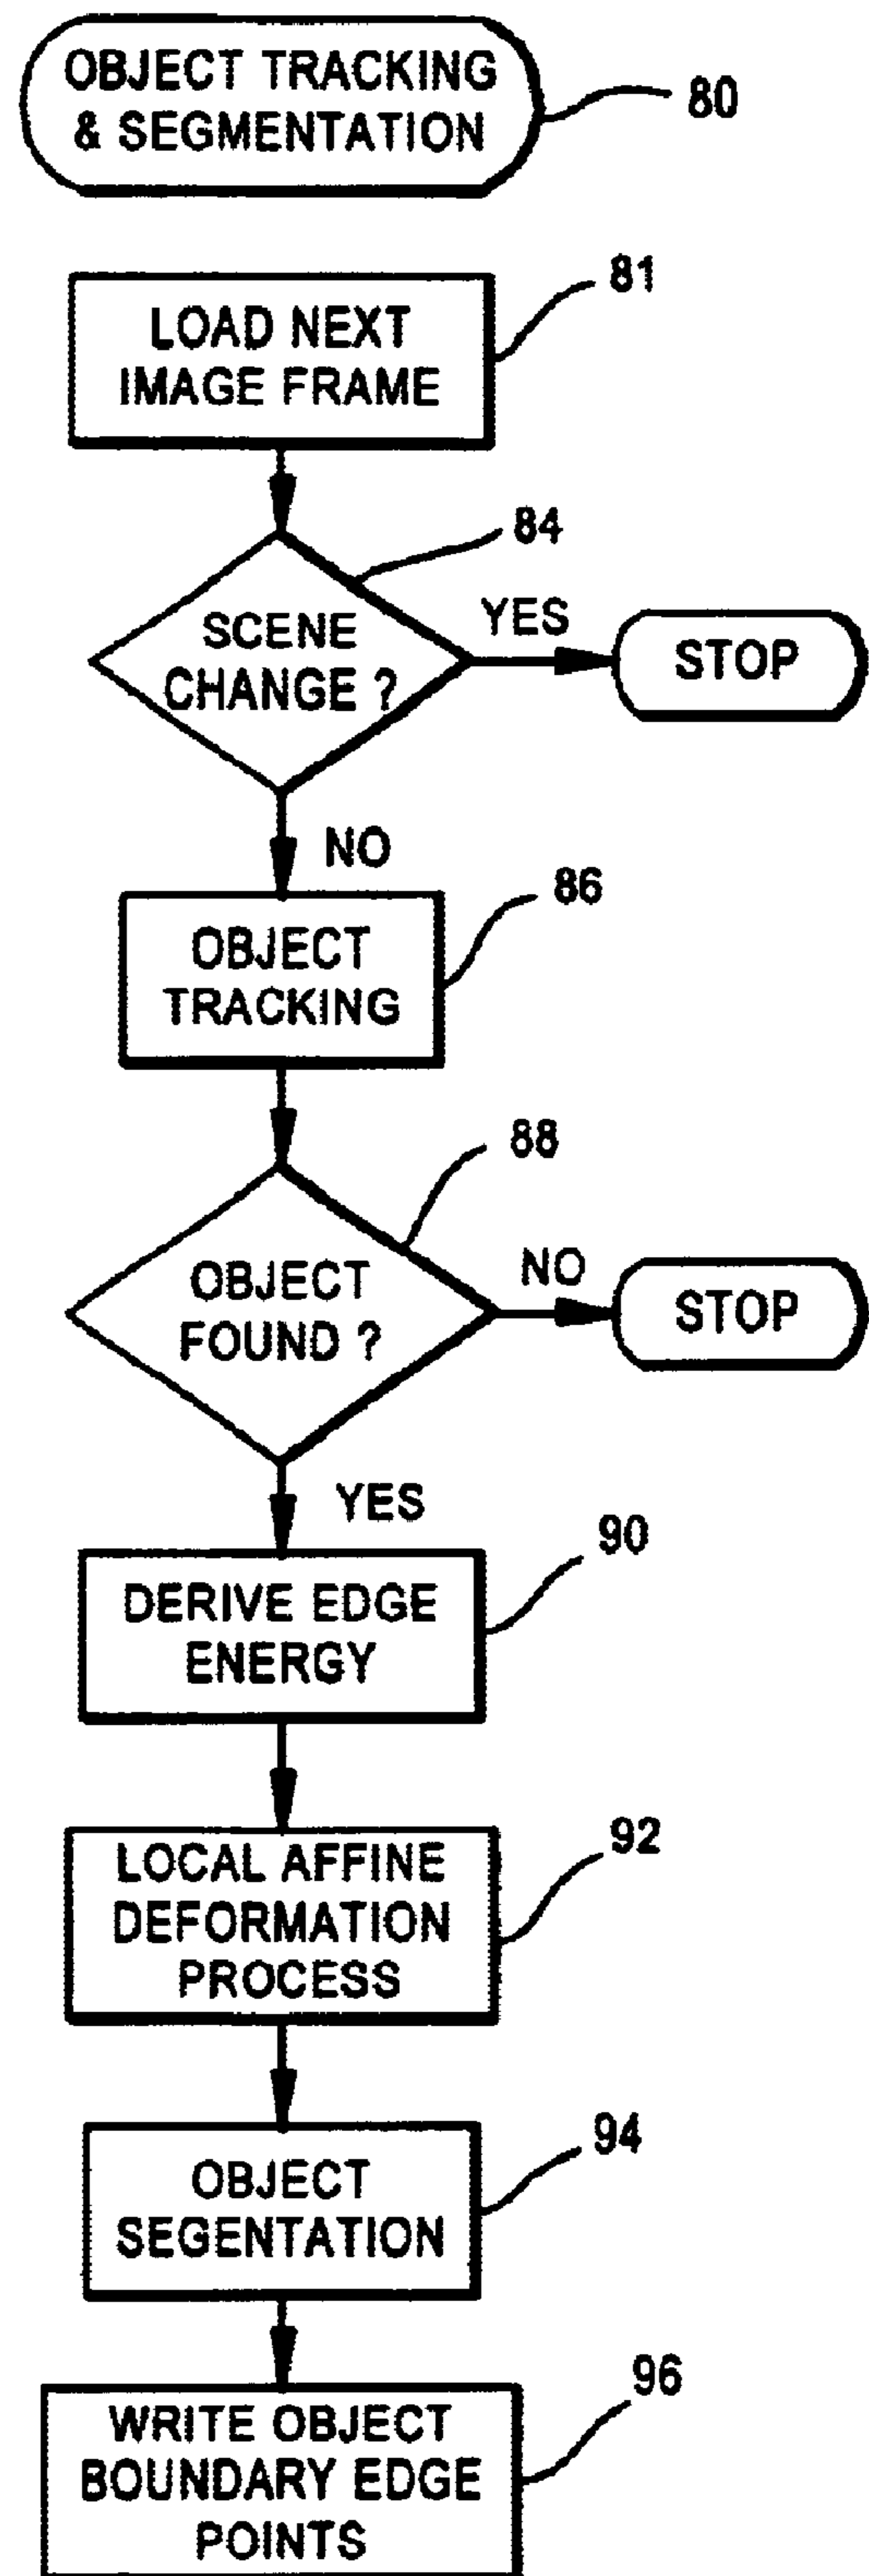 OBJECT TRACKING
& SEGMENTATION
80
81
LOAD NEXT
IMAGE FRAME
84
SCENE
CHANGE ?
YES
STOP
NO
86
OBJECT
TRACKING
88
OBJECT
FOUND ?
NO
STOP
YES
90
DERIVE EDGE
ENERGY
92
LOCAL AFFINE
DEFORMATION
PROCESS
94
OBJECT
SEGENTATION
96
WRITE OBJECT
BOUNDARY EDGE
POINTS